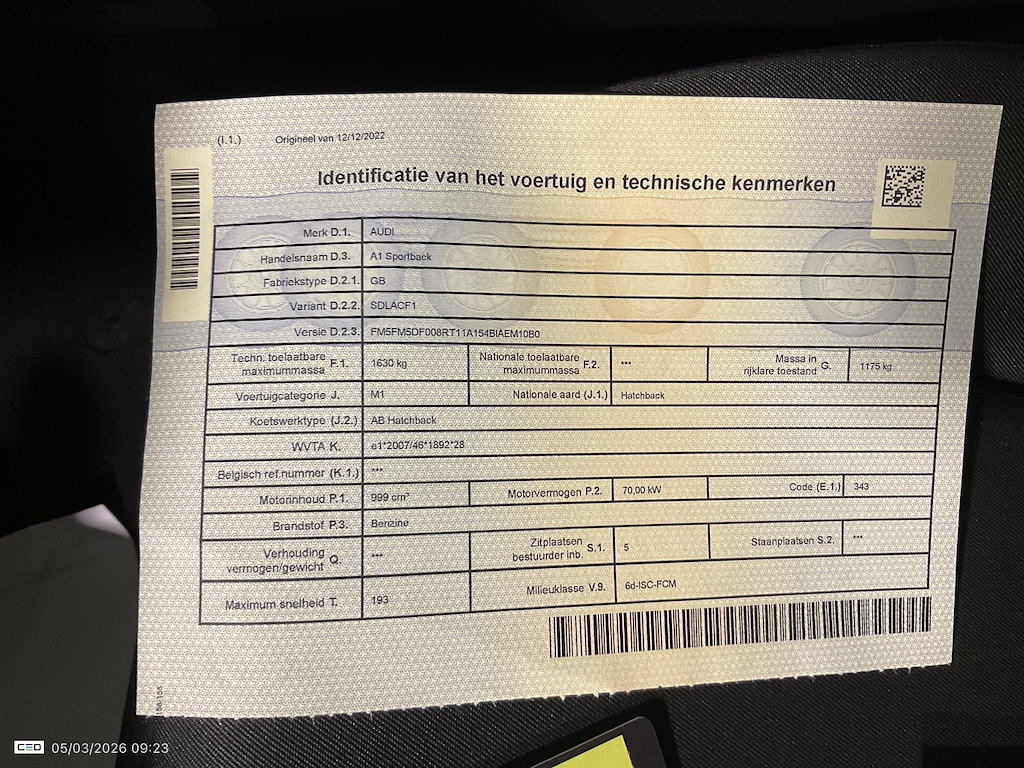 (I.1.) Origineel van 12/12/2022
Identificatie van het voertuig en technische kenmerken
Merk D.1. AUDI
Handelsnaam D.3. A1 Sportback
Fabriekstype D.2.1. GB
Variant D.2.2. SDLACF1
Versie D.2.3. FM5FM5DF008RT11A154BIAEM10B0
Techn. toelaatbare maximummassa F.1. 1630 kg Nationale toelaatbare maximummassa F.2. *** Massa in rijklare toestand G. 1175 kg
Voertuigcategorie J. M1 Nationale aard (J.1.) Hatchback
Koetswerktype (J.2.) AB Hatchback
WVTA K. e1*2007/46*1892*28
Belgisch ref.nummer (K.1.) ***
Motorinhoud P.1. 999 cm³ Motorvermogen P.2. 70,00 kW Code (E.1.) 343
Brandstof P.3. Benzine
Verhouding vermogen/gewicht Q. *** Zitplaatsen bestuurder inb. S.1. 5 Staanplaatsen S.2. ***
Maximum snelheid T. 193 Milieuklasse V.9. 6d-ISC-FCM
CEO 05/03/2026 09:23